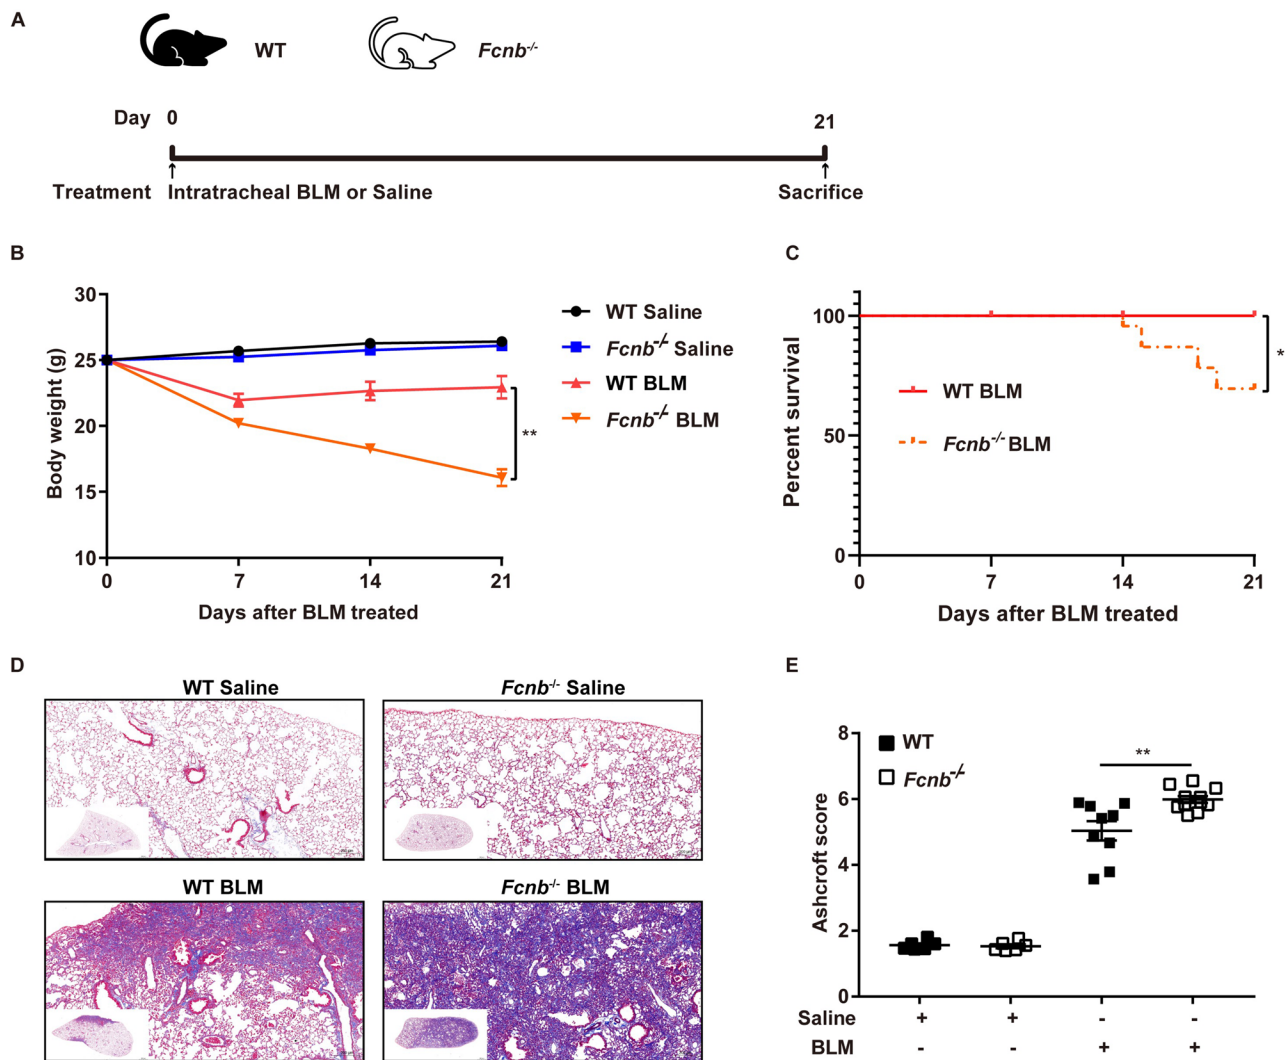 A
WT
Fcnb-/-
Day 0 21
Treatment Intratracheal BLM or Saline Sacrifice
B
30
25
20
15
10
0 7 14 21
Body weight (g)
Days after BLM treated
WT Saline
Fcnb-/- Saline
WT BLM
Fcnb-/- BLM
**
C
100
50
0
0 7 14 21
Percent survival
Days after BLM treated
WT BLM
Fcnb-/- BLM
*
D
WT Saline
Fcnb-/- Saline
WT BLM
Fcnb-/- BLM
E
8
6
4
2
0
Ashcroft score
WT
Fcnb-/-
**
Saline + + - -
BLM - - + +